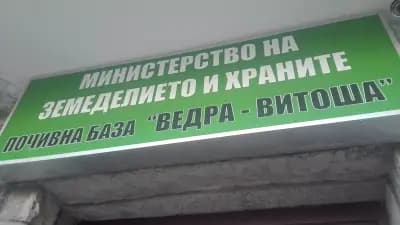 МИНИСТЕРСТВО НА
ЗЕМЕДЕЛИЕТО И ХРАНИТЕ
ПОЧИВНА БАЗА "ВЕДРА - ВИТОША"